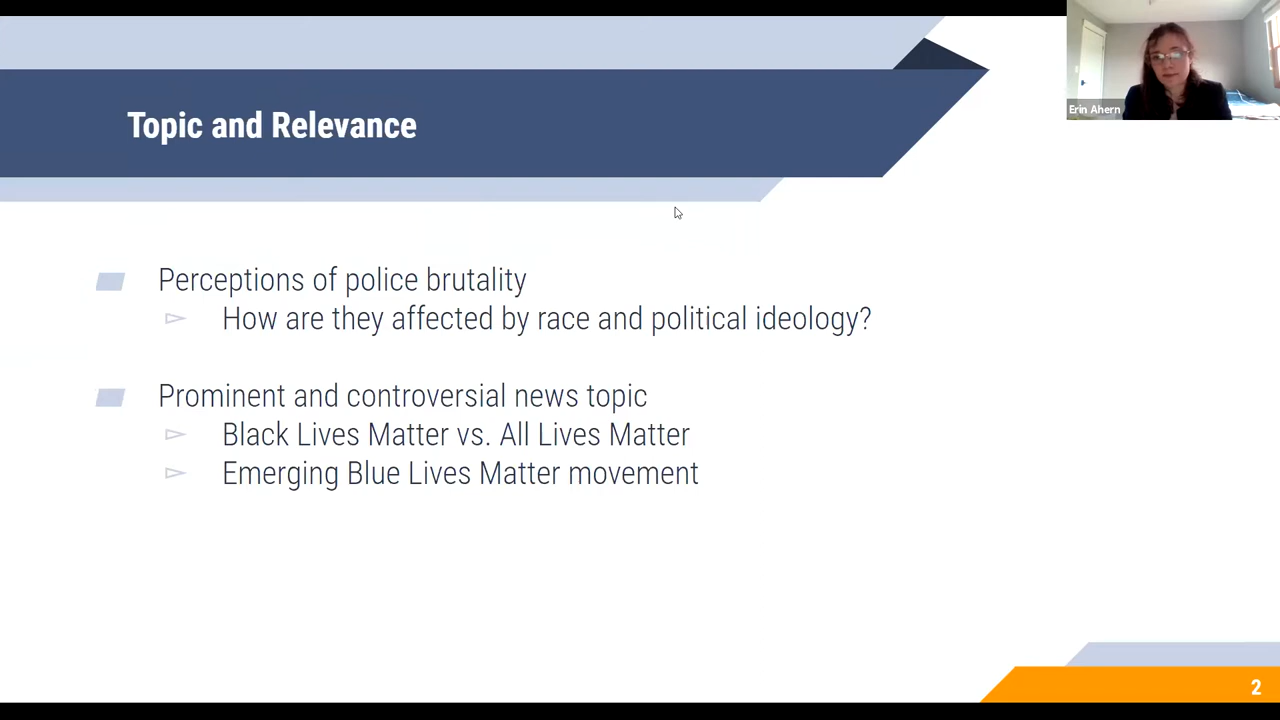 Topic and Relevance
Erin Ahern
Perceptions of police brutality
How are they affected by race and political ideology?
Prominent and controversial news topic
Black Lives Matter vs. All Lives Matter
Emerging Blue Lives Matter movement
2